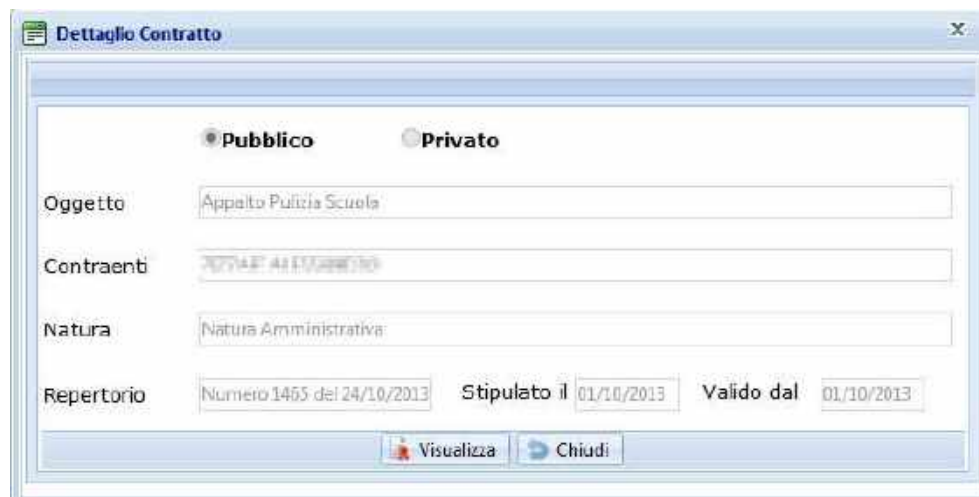 Dettaglio Contratto
Pubblico Privato
Oggetto Appalto Pulizia Scuola
Contraenti
Natura Natura Amministrativa
Repertorio Numero 1465 del 24/10/2013 Stipulato il 01/10/2013 Valido dal 01/10/2013
Visualizza Chiudi